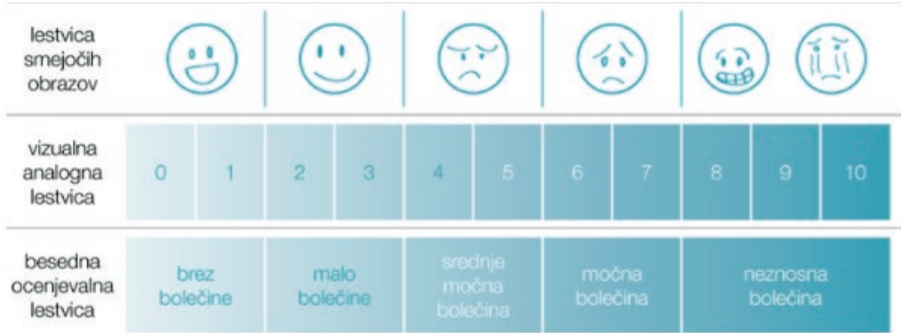 lestvica
smejočih
obrazov
vizualna
analogna
lestvica
0 1 2 3 4 5 6 7 8 9 10
besedna
ocenjevalna
lestvica
brez
bolečine
malo
bolečine
srednje
močna
bolečina
močna
bolečina
neznosna
bolečina